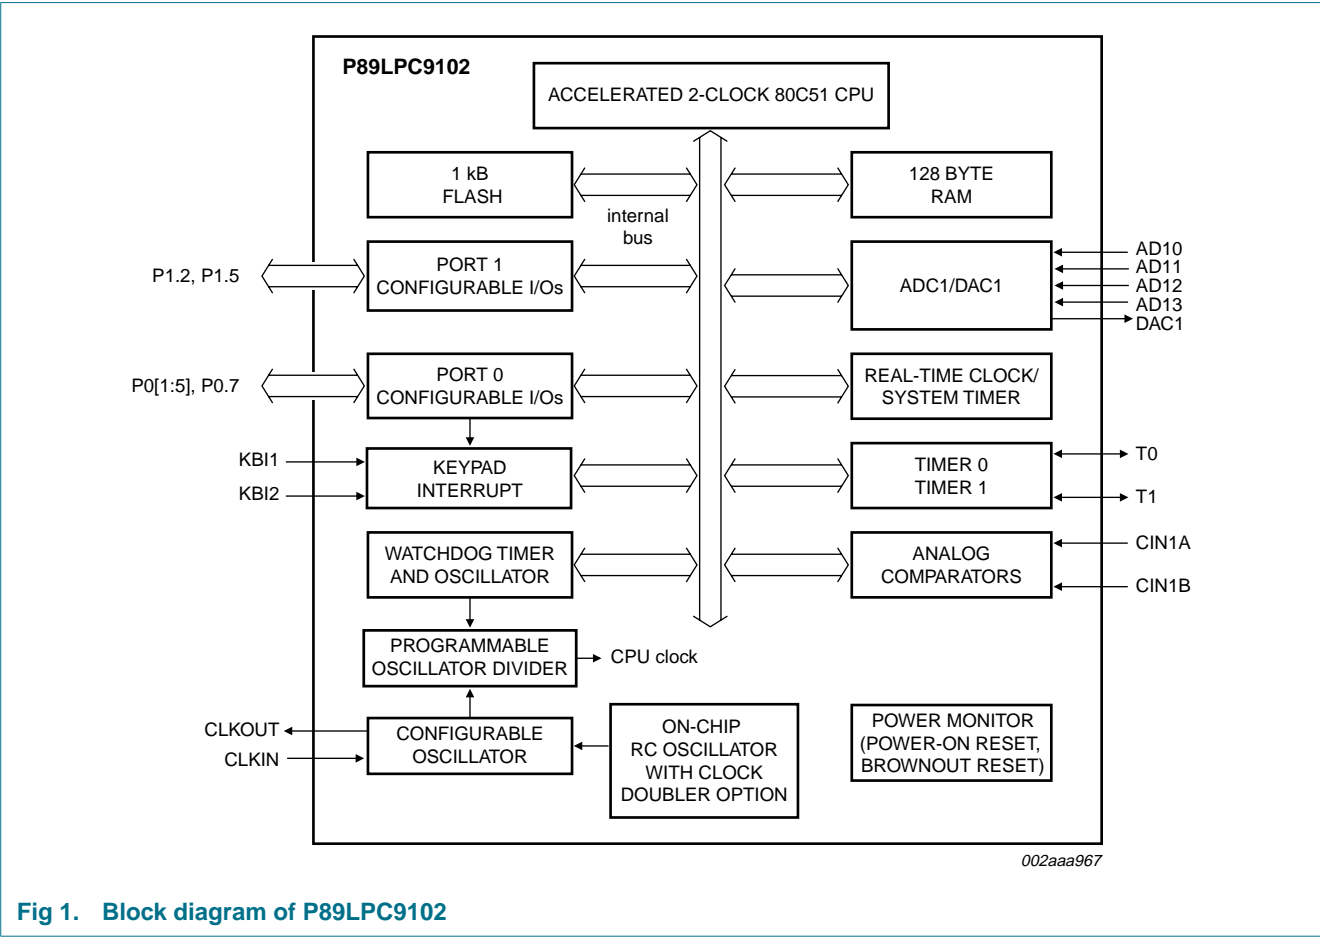 P89LPC9102
ACCELERATED 2-CLOCK 80C51 CPU
1 kB
FLASH
128 BYTE
RAM
internal
bus
P1.2, P1.5
PORT 1
CONFIGURABLE I/Os
ADC1/DAC1
AD10
AD11
AD12
AD13
DAC1
P0[1:5], P0.7
PORT 0
CONFIGURABLE I/Os
REAL-TIME CLOCK/
SYSTEM TIMER
KBI1
KBI2
KEYPAD
INTERRUPT
TIMER 0
TIMER 1
T0
T1
WATCHDOG TIMER
AND OSCILLATOR
ANALOG
COMPARATORS
CIN1A
CIN1B
PROGRAMMABLE
OSCILLATOR DIVIDER
CPU clock
CLKOUT
CLKIN
CONFIGURABLE
OSCILLATOR
ON-CHIP
RC OSCILLATOR
WITH CLOCK
DOUBLER OPTION
POWER MONITOR
(POWER-ON RESET,
BROWNOUT RESET)
002aaa967
Fig 1. Block diagram of P89LPC9102